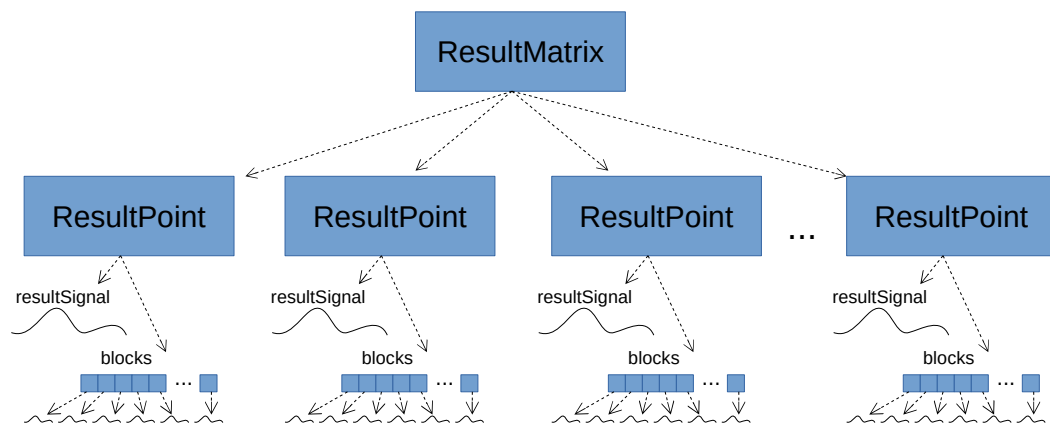 ResultMatrix
ResultPoint ResultPoint ResultPoint ... ResultPoint
resultSignal resultSignal resultSignal resultSignal
blocks blocks blocks blocks
... ... ... ...